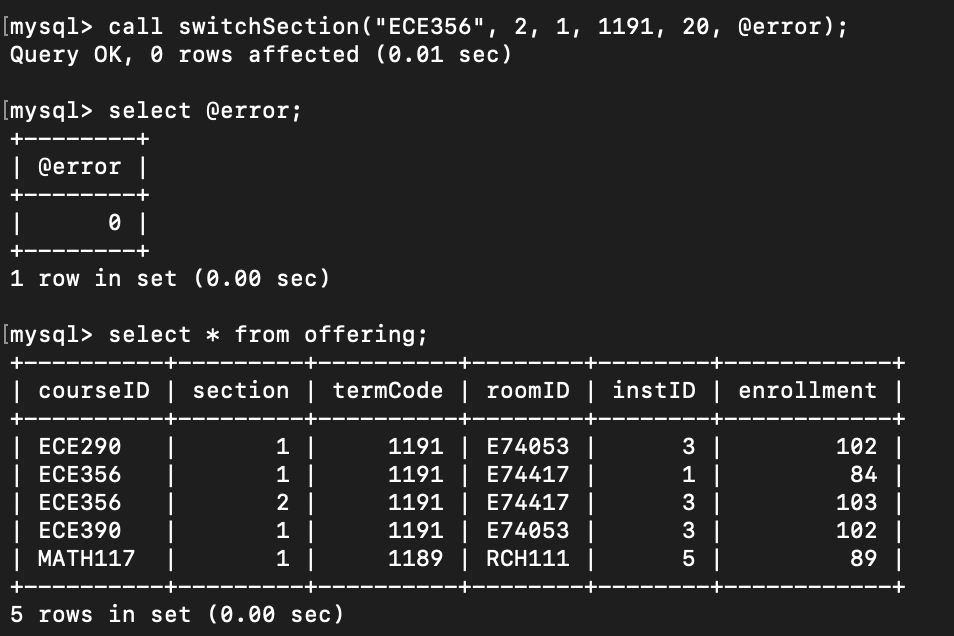 [mysql> call switchSection("ECE356", 2, 1, 1191, 20, @error);
Query OK, 0 rows affected (0.01 sec)
[mysql> select @error;
+--------+
| @error |
+--------+
|      0 |
+--------+
1 row in set (0.00 sec)
[mysql> select * from offering;
+----------+---------+----------+--------+--------+------------+
| courseID | section | termCode | roomID | instID | enrollment |
+----------+---------+----------+--------+--------+------------+
| ECE290   |       1 |     1191 | E74053 |      3 |        102 |
| ECE356   |       1 |     1191 | E74417 |      1 |         84 |
| ECE356   |       2 |     1191 | E74417 |      3 |        103 |
| ECE390   |       1 |     1191 | E74053 |      3 |        102 |
| MATH117  |       1 |     1189 | RCH111 |      5 |         89 |
+----------+---------+----------+--------+--------+------------+
5 rows in set (0.00 sec)